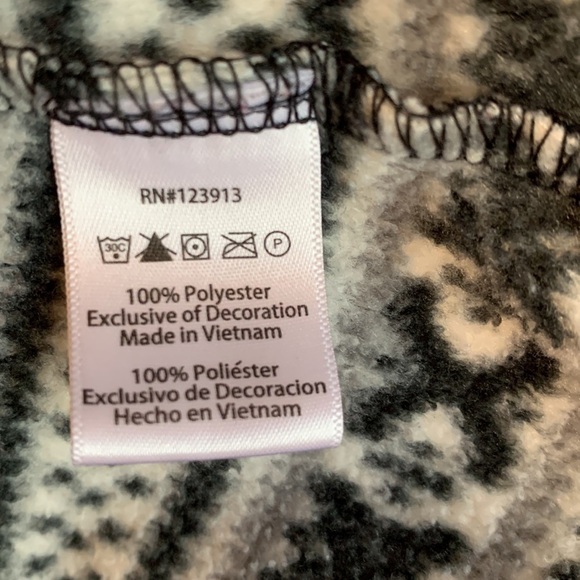 RN#123913
30C P
100% Polyester
Exclusive of Decoration
Made in Vietnam
100% Poliéster
Exclusivo de Decoracion
Hecho en Vietnam